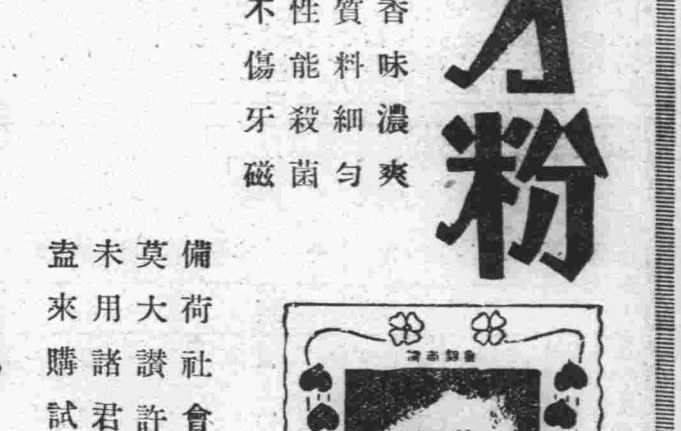 牙粉
香味濃爽
質料細勻
性能殺菌
不傷牙磁
備荷社會
莫大讚許
未用諸君
盍來購試